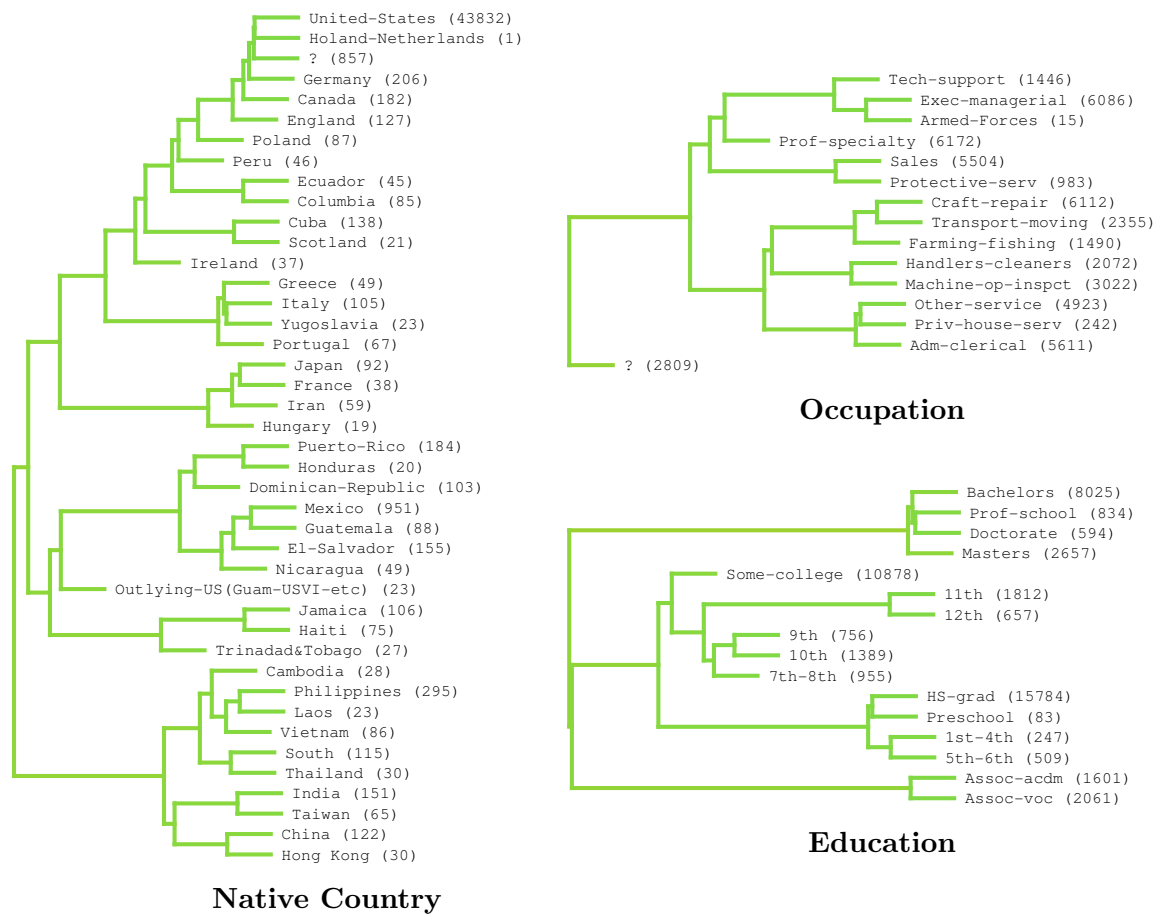 United-States (43832)
Holand-Netherlands (1)
? (857)
Germany (206)
Canada (182)
England (127)
Poland (87)
Peru (46)
Ecuador (45)
Columbia (85)
Cuba (138)
Scotland (21)
Ireland (37)
Greece (49)
Italy (105)
Yugoslavia (23)
Portugal (67)
Japan (92)
France (38)
Iran (59)
Hungary (19)
Puerto-Rico (184)
Honduras (20)
Dominican-Republic (103)
Mexico (951)
Guatemala (88)
El-Salvador (155)
Nicaragua (49)
Outlying-US(Guam-USVI-etc) (23)
Jamaica (106)
Haiti (75)
Trinadad&Tobago (27)
Cambodia (28)
Philippines (295)
Laos (23)
Vietnam (86)
South (115)
Thailand (30)
India (151)
Taiwan (65)
China (122)
Hong Kong (30)
Native Country
Tech-support (1446)
Exec-managerial (6086)
Armed-Forces (15)
Prof-specialty (6172)
Sales (5504)
Protective-serv (983)
Craft-repair (6112)
Transport-moving (2355)
Farming-fishing (1490)
Handlers-cleaners (2072)
Machine-op-inspct (3022)
Other-service (4923)
Priv-house-serv (242)
Adm-clerical (5611)
? (2809)
Occupation
Bachelors (8025)
Prof-school (834)
Doctorate (594)
Masters (2657)
Some-college (10878)
11th (1812)
12th (657)
9th (756)
10th (1389)
7th-8th (955)
HS-grad (15784)
Preschool (83)
1st-4th (247)
5th-6th (509)
Assoc-acdm (1601)
Assoc-voc (2061)
Education